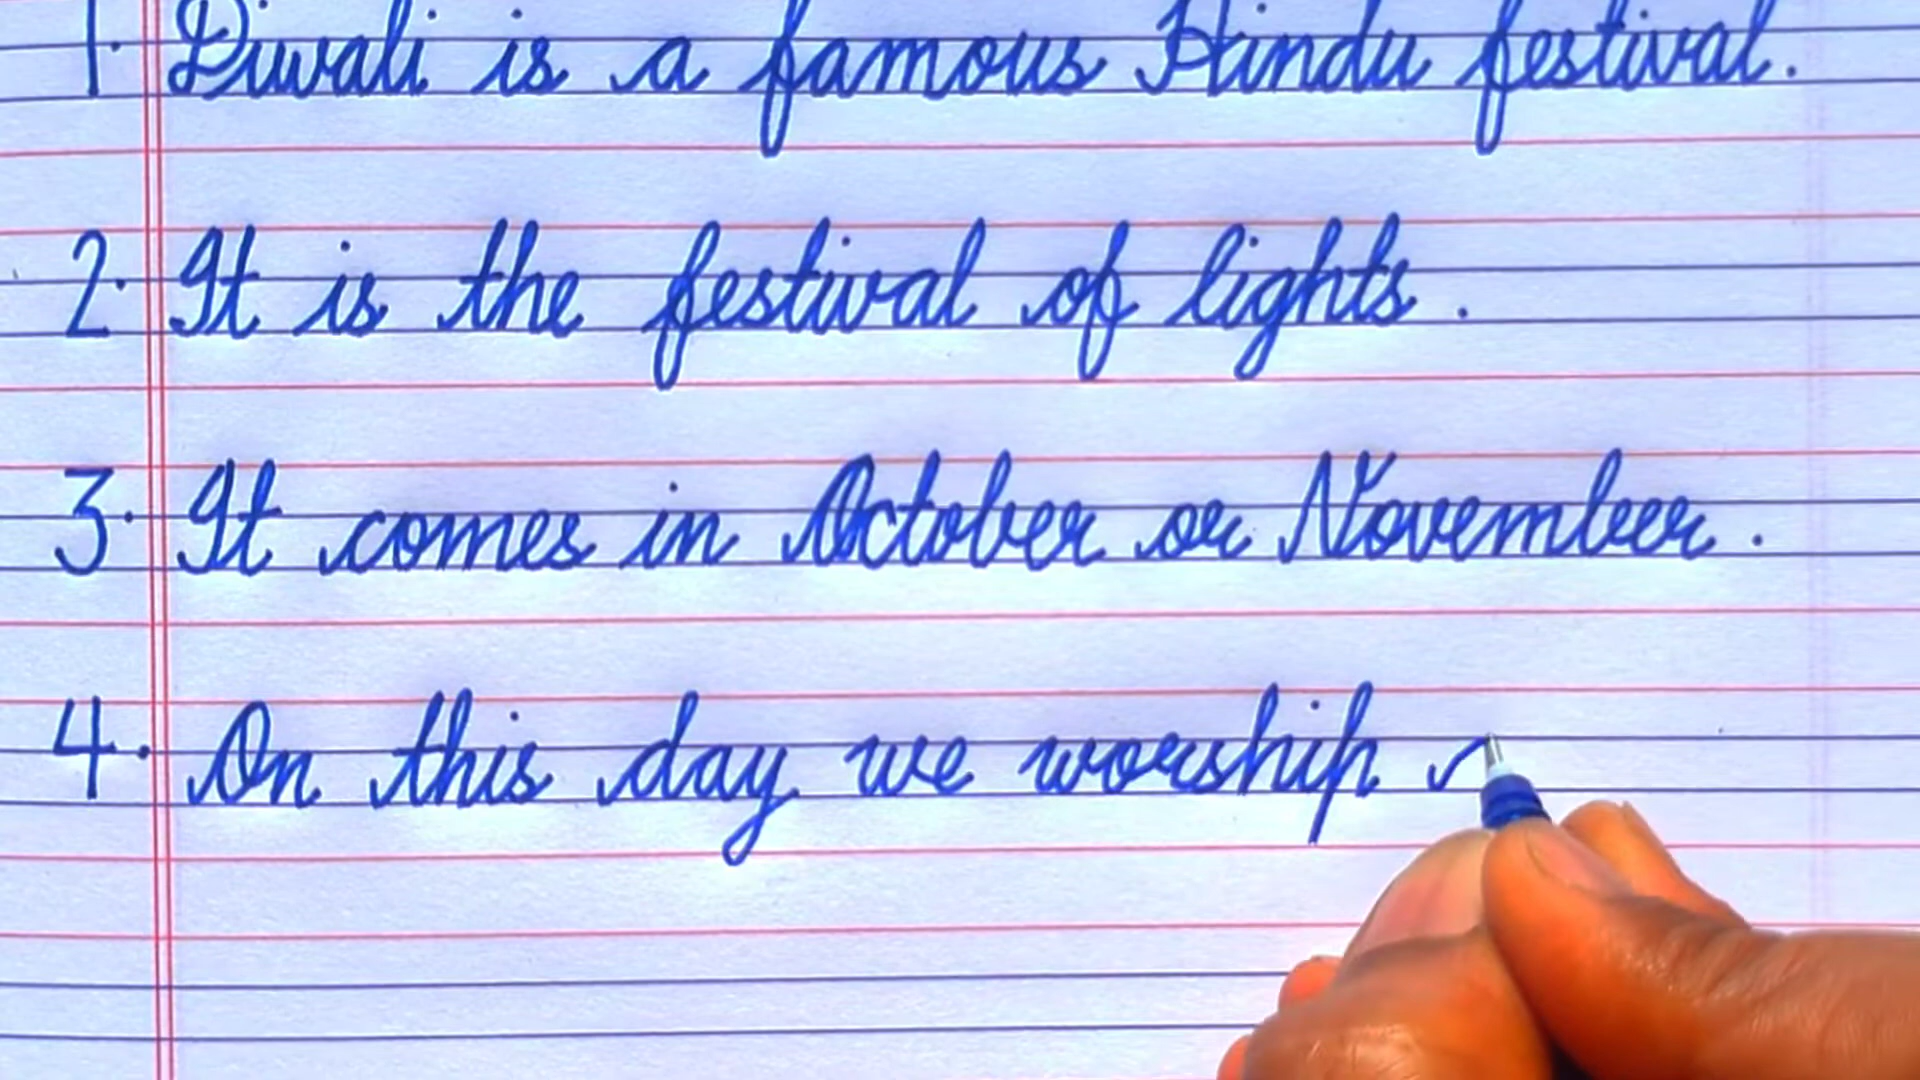 1. Diwali is a famous Hindu festival.
2. It is the festival of lights.
3. It comes in October or November.
4. On this day we worship